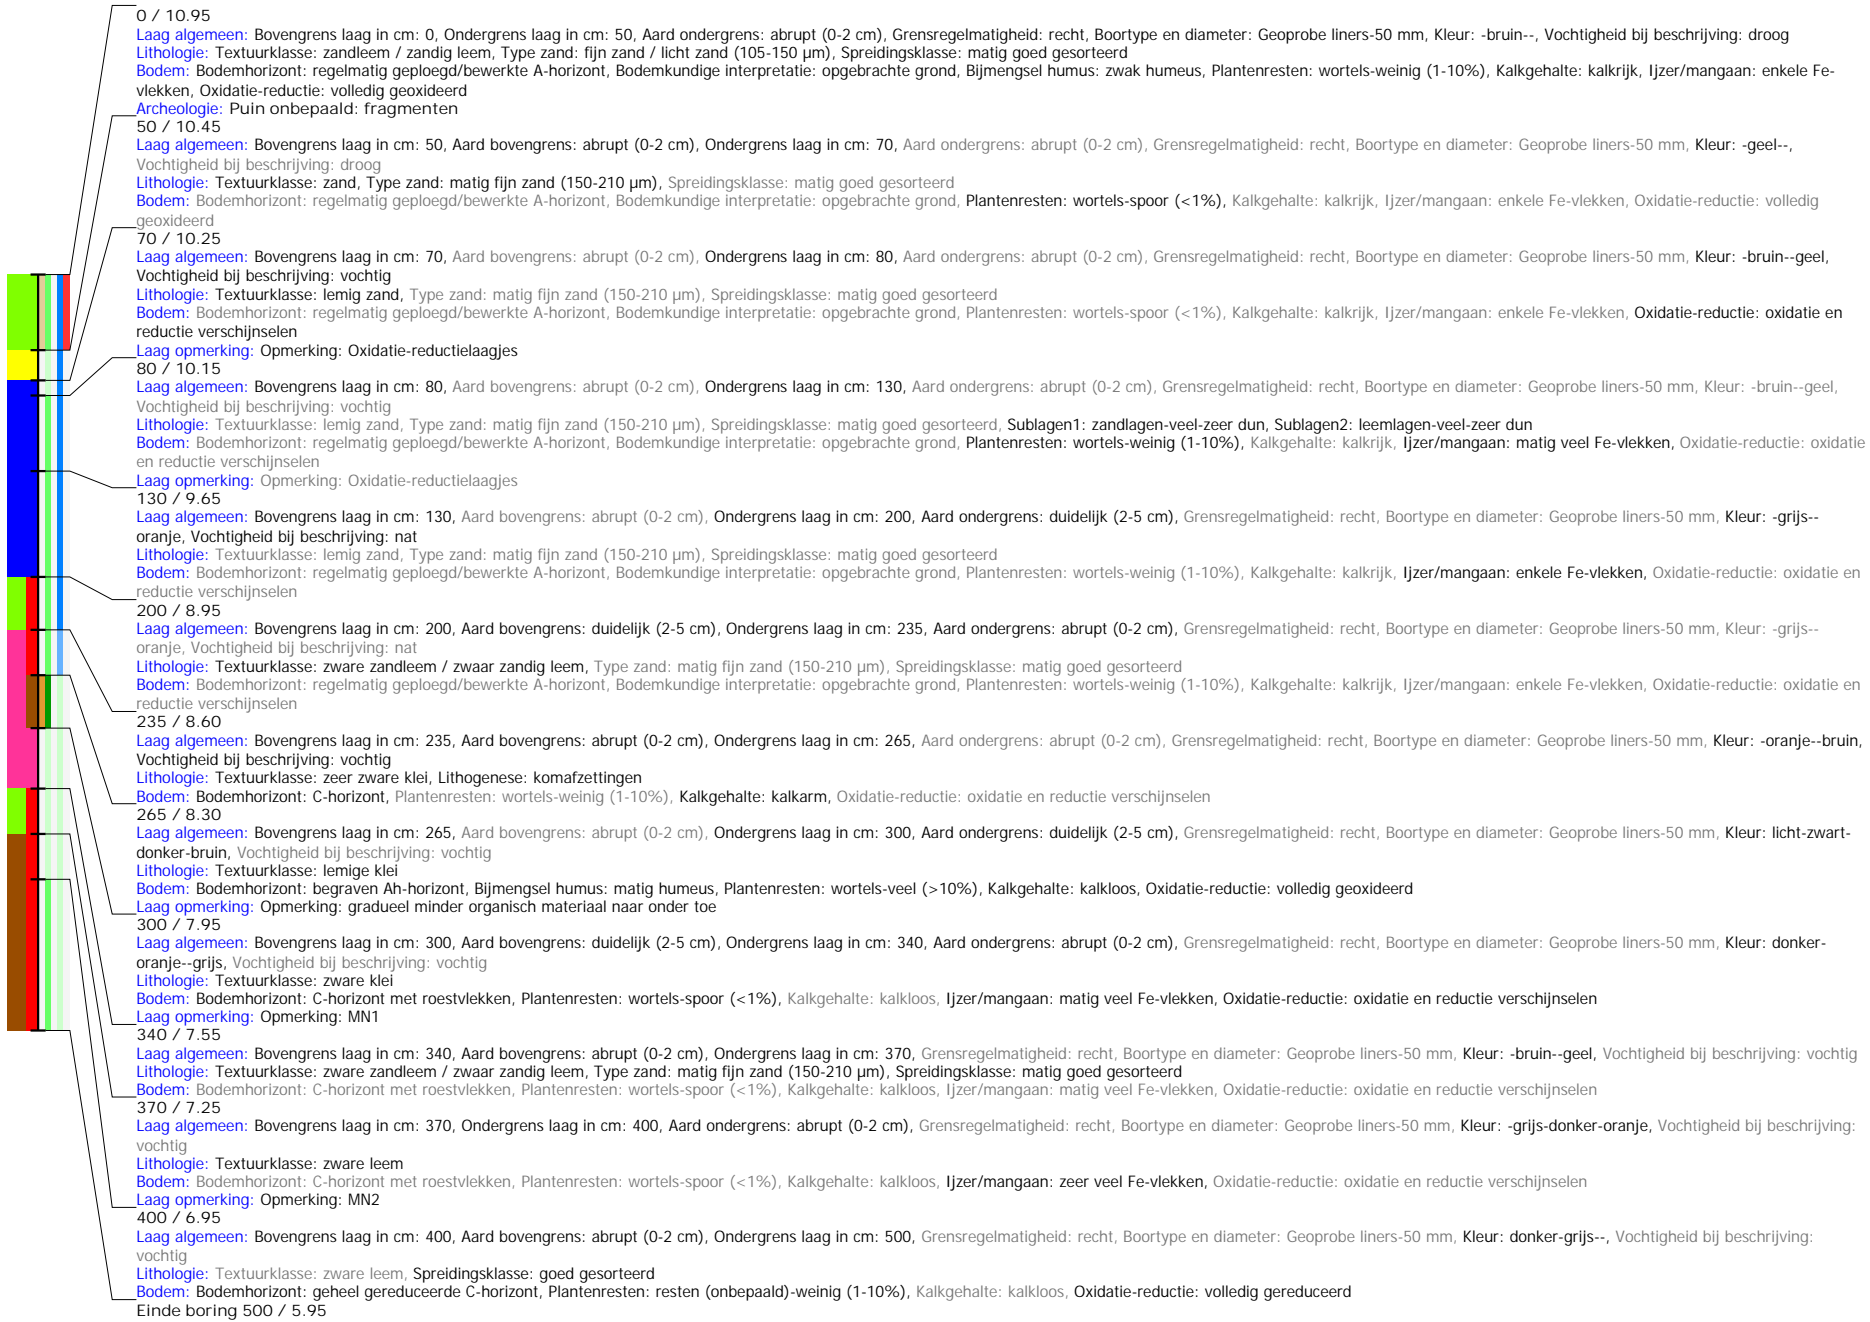 0 / 10.95
Laag algemeen: Bovengrens laag in cm: 0, Ondergrens laag in cm: 50, Aard ondergrens: abrupt (0-2 cm), Grensregelmatigheid: recht, Boortype en diameter: Geoprobe liners-50 mm, Kleur: -bruin--, Vochtigheid bij beschrijving: droog
Lithologie: Textuurklasse: zandleem / zandig leem, Type zand: fijn zand / licht zand (105-150 µm), Spreidingsklasse: matig goed gesorteerd
Bodem: Bodemhorizont: regelmatig geploegd/bewerkte A-horizont, Bodemkundige interpretatie: opgebrachte grond, Bijmengsel humus: zwak humeus, Plantenresten: wortels-weinig (1-10%), Kalkgehalte: kalkrijk, Ijzer/mangaan: enkele Fe-
vlekken, Oxidatie-reductie: volledig geoxideerd
Archeologie: Puin onbepaald: fragmenten
50 / 10.45
Laag algemeen: Bovengrens laag in cm: 50, Aard bovengrens: abrupt (0-2 cm), Ondergrens laag in cm: 70, Aard ondergrens: abrupt (0-2 cm), Grensregelmatigheid: recht, Boortype en diameter: Geoprobe liners-50 mm, Kleur: -geel--,
Vochtigheid bij beschrijving: droog
Lithologie: Textuurklasse: zand, Type zand: matig fijn zand (150-210 µm), Spreidingsklasse: matig goed gesorteerd
Bodem: Bodemhorizont: regelmatig geploegd/bewerkte A-horizont, Bodemkundige interpretatie: opgebrachte grond, Plantenresten: wortels-spoor (<1%), Kalkgehalte: kalkrijk, Ijzer/mangaan: enkele Fe-vlekken, Oxidatie-reductie: volledig
geoxideerd
70 / 10.25
Laag algemeen: Bovengrens laag in cm: 70, Aard bovengrens: abrupt (0-2 cm), Ondergrens laag in cm: 80, Aard ondergrens: abrupt (0-2 cm), Grensregelmatigheid: recht, Boortype en diameter: Geoprobe liners-50 mm, Kleur: -bruin--geel,
Vochtigheid bij beschrijving: vochtig
Lithologie: Textuurklasse: lemig zand, Type zand: matig fijn zand (150-210 µm), Spreidingsklasse: matig goed gesorteerd
Bodem: Bodemhorizont: regelmatig geploegd/bewerkte A-horizont, Bodemkundige interpretatie: opgebrachte grond, Plantenresten: wortels-spoor (<1%), Kalkgehalte: kalkrijk, Ijzer/mangaan: enkele Fe-vlekken, Oxidatie-reductie: oxidatie en
reductie verschijnselen
Laag opmerking: Opmerking: Oxidatie-reductielaagjes
80 / 10.15
Laag algemeen: Bovengrens laag in cm: 80, Aard bovengrens: abrupt (0-2 cm), Ondergrens laag in cm: 130, Aard ondergrens: abrupt (0-2 cm), Grensregelmatigheid: recht, Boortype en diameter: Geoprobe liners-50 mm, Kleur: -bruin--geel,
Vochtigheid bij beschrijving: vochtig
Lithologie: Textuurklasse: lemig zand, Type zand: matig fijn zand (150-210 µm), Spreidingsklasse: matig goed gesorteerd, Sublagen1: zandlagen-veel-zeer dun, Sublagen2: leemlagen-veel-zeer dun
Bodem: Bodemhorizont: regelmatig geploegd/bewerkte A-horizont, Bodemkundige interpretatie: opgebrachte grond, Plantenresten: wortels-weinig (1-10%), Kalkgehalte: kalkrijk, Ijzer/mangaan: matig veel Fe-vlekken, Oxidatie-reductie: oxidatie
en reductie verschijnselen
Laag opmerking: Opmerking: Oxidatie-reductielaagjes
130 / 9.65
Laag algemeen: Bovengrens laag in cm: 130, Aard bovengrens: abrupt (0-2 cm), Ondergrens laag in cm: 200, Aard ondergrens: duidelijk (2-5 cm), Grensregelmatigheid: recht, Boortype en diameter: Geoprobe liners-50 mm, Kleur: -grijs--
oranje, Vochtigheid bij beschrijving: nat
Lithologie: Textuurklasse: lemig zand, Type zand: matig fijn zand (150-210 µm), Spreidingsklasse: matig goed gesorteerd
Bodem: Bodemhorizont: regelmatig geploegd/bewerkte A-horizont, Bodemkundige interpretatie: opgebrachte grond, Plantenresten: wortels-weinig (1-10%), Kalkgehalte: kalkrijk, Ijzer/mangaan: enkele Fe-vlekken, Oxidatie-reductie: oxidatie en
reductie verschijnselen
200 / 8.95
Laag algemeen: Bovengrens laag in cm: 200, Aard bovengrens: duidelijk (2-5 cm), Ondergrens laag in cm: 235, Aard ondergrens: abrupt (0-2 cm), Grensregelmatigheid: recht, Boortype en diameter: Geoprobe liners-50 mm, Kleur: -grijs--
oranje, Vochtigheid bij beschrijving: nat
Lithologie: Textuurklasse: zware zandleem / zwaar zandig leem, Type zand: matig fijn zand (150-210 µm), Spreidingsklasse: matig goed gesorteerd
Bodem: Bodemhorizont: regelmatig geploegd/bewerkte A-horizont, Bodemkundige interpretatie: opgebrachte grond, Plantenresten: wortels-weinig (1-10%), Kalkgehalte: kalkrijk, Ijzer/mangaan: enkele Fe-vlekken, Oxidatie-reductie: oxidatie en
reductie verschijnselen
235 / 8.60
Laag algemeen: Bovengrens laag in cm: 235, Aard bovengrens: abrupt (0-2 cm), Ondergrens laag in cm: 265, Aard ondergrens: abrupt (0-2 cm), Grensregelmatigheid: recht, Boortype en diameter: Geoprobe liners-50 mm, Kleur: -oranje--bruin,
Vochtigheid bij beschrijving: vochtig
Lithologie: Textuurklasse: zeer zware klei, Lithogenese: komafzettingen
Bodem: Bodemhorizont: C-horizont, Plantenresten: wortels-weinig (1-10%), Kalkgehalte: kalkarm, Oxidatie-reductie: oxidatie en reductie verschijnselen
265 / 8.30
Laag algemeen: Bovengrens laag in cm: 265, Aard bovengrens: abrupt (0-2 cm), Ondergrens laag in cm: 300, Aard ondergrens: duidelijk (2-5 cm), Grensregelmatigheid: recht, Boortype en diameter: Geoprobe liners-50 mm, Kleur: licht-zwart-
donker-bruin, Vochtigheid bij beschrijving: vochtig
Lithologie: Textuurklasse: lemige klei
Bodem: Bodemhorizont: begraven Ah-horizont, Bijmengsel humus: matig humeus, Plantenresten: wortels-veel (>10%), Kalkgehalte: kalkloos, Oxidatie-reductie: volledig geoxideerd
Laag opmerking: Opmerking: gradueel minder organisch materiaal naar onder toe
300 / 7.95
Laag algemeen: Bovengrens laag in cm: 300, Aard bovengrens: duidelijk (2-5 cm), Ondergrens laag in cm: 340, Aard ondergrens: abrupt (0-2 cm), Grensregelmatigheid: recht, Boortype en diameter: Geoprobe liners-50 mm, Kleur: donker-
oranje--grijs, Vochtigheid bij beschrijving: vochtig
Lithologie: Textuurklasse: zware klei
Bodem: Bodemhorizont: C-horizont met roestvlekken, Plantenresten: wortels-spoor (<1%), Kalkgehalte: kalkloos, Ijzer/mangaan: matig veel Fe-vlekken, Oxidatie-reductie: oxidatie en reductie verschijnselen
Laag opmerking: Opmerking: MN1
340 / 7.55
Laag algemeen: Bovengrens laag in cm: 340, Aard bovengrens: abrupt (0-2 cm), Ondergrens laag in cm: 370, Grensregelmatigheid: recht, Boortype en diameter: Geoprobe liners-50 mm, Kleur: -bruin--geel, Vochtigheid bij beschrijving: vochtig
Lithologie: Textuurklasse: zware zandleem / zwaar zandig leem, Type zand: matig fijn zand (150-210 µm), Spreidingsklasse: matig goed gesorteerd
Bodem: Bodemhorizont: C-horizont met roestvlekken, Plantenresten: wortels-spoor (<1%), Kalkgehalte: kalkloos, Ijzer/mangaan: matig veel Fe-vlekken, Oxidatie-reductie: oxidatie en reductie verschijnselen
370 / 7.25
Laag algemeen: Bovengrens laag in cm: 370, Ondergrens laag in cm: 400, Aard ondergrens: abrupt (0-2 cm), Grensregelmatigheid: recht, Boortype en diameter: Geoprobe liners-50 mm, Kleur: -grijs-donker-oranje, Vochtigheid bij beschrijving:
vochtig
Lithologie: Textuurklasse: zware leem
Bodem: Bodemhorizont: C-horizont met roestvlekken, Plantenresten: wortels-spoor (<1%), Kalkgehalte: kalkloos, Ijzer/mangaan: zeer veel Fe-vlekken, Oxidatie-reductie: oxidatie en reductie verschijnselen
Laag opmerking: Opmerking: MN2
400 / 6.95
Laag algemeen: Bovengrens laag in cm: 400, Aard bovengrens: abrupt (0-2 cm), Ondergrens laag in cm: 500, Grensregelmatigheid: recht, Boortype en diameter: Geoprobe liners-50 mm, Kleur: donker-grijs--, Vochtigheid bij beschrijving:
vochtig
Lithologie: Textuurklasse: zware leem, Spreidingsklasse: goed gesorteerd
Bodem: Bodemhorizont: geheel gereduceerde C-horizont, Plantenresten: resten (onbepaald)-weinig (1-10%), Kalkgehalte: kalkloos, Oxidatie-reductie: volledig gereduceerd
Einde boring 500 / 5.95